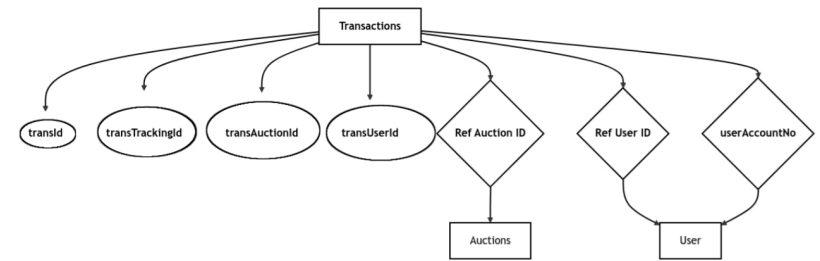 Transactions
transId
transTrackingId
transAuctionId
transUserId
Ref Auction ID
Ref User ID
userAccountNo
Auctions
User